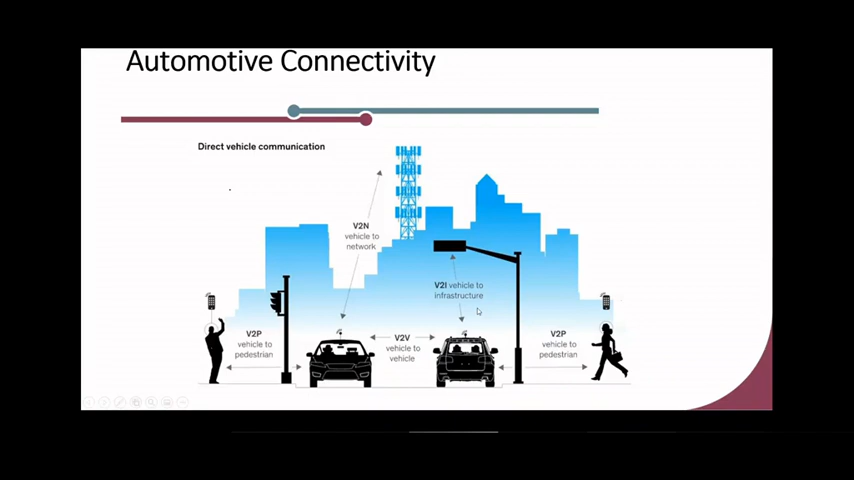 Automotive Connectivity
Direct vehicle communication
V2N
vehicle to
network
V2I vehicle to
infrastructure
V2P
vehicle to
pedestrian
V2V
vehicle to
vehicle
V2P
vehicle to
pedestrian